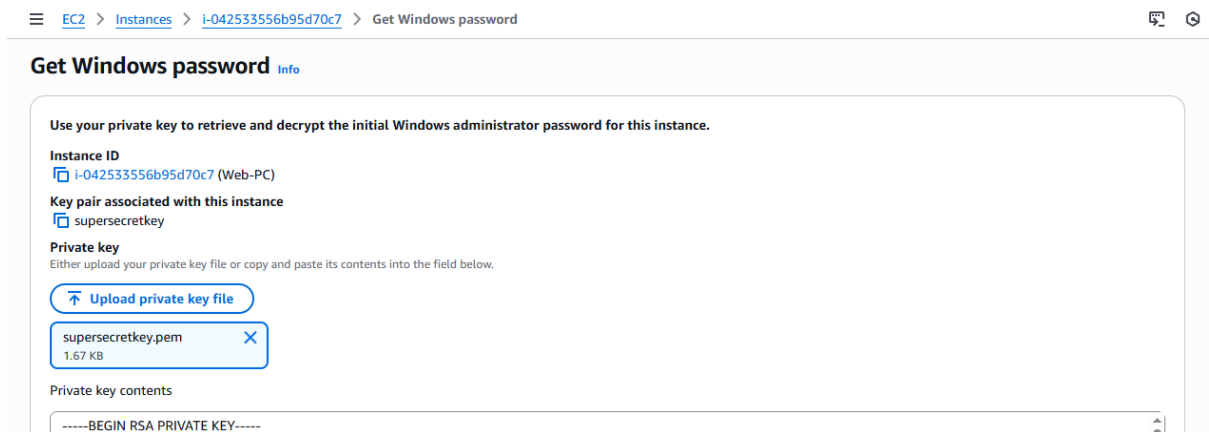 EC2 > Instances > i-042533556b95d70c7 > Get Windows password
Get Windows password Info
Use your private key to retrieve and decrypt the initial Windows administrator password for this instance.
Instance ID
i-042533556b95d70c7 (Web-PC)
Key pair associated with this instance
supersecretkey
Private key
Either upload your private key file or copy and paste its contents into the field below.
Upload private key file
supersecretkey.pem
1.67 KB
Private key contents
-----BEGIN RSA PRIVATE KEY-----